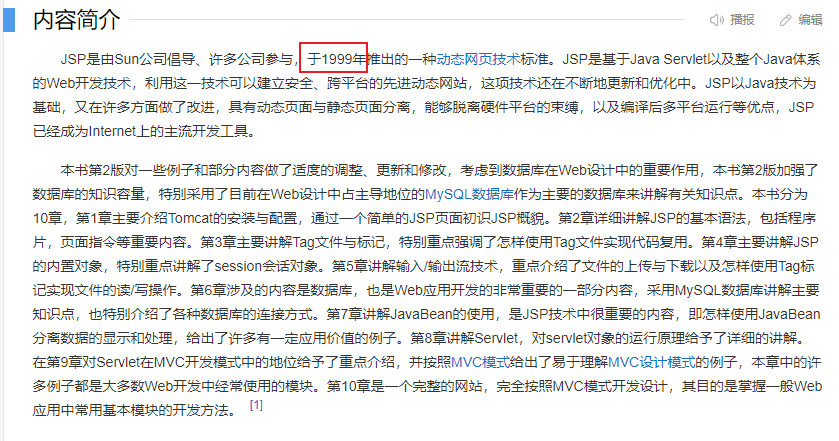 内容简介
播报 编辑
JSP是由Sun公司倡导、许多公司参与，于1999年推出的一种动态网页技术标准。JSP是基于Java Servlet以及整个Java体系
的Web开发技术，利用这一技术可以建立安全、跨平台的先进动态网站，这项技术还在不断地更新和优化中。JSP以Java技术为
基础，又在许多方面做了改进，具有动态页面与静态页面分离，能够脱离硬件平台的束缚，以及编译后多平台运行等优点，JSP
已经成为Internet上的主流开发工具。
本书第2版对一些例子和部分内容做了适度的调整、更新和修改，考虑到数据库在Web设计中的重要作用，本书第2版加强了
数据库的知识容量，特别采用了目前在Web设计中占主导地位的MySQL数据库作为主要的数据库来讲解有关知识点。本书分为
10章，第1章主要介绍Tomcat的安装与配置，通过一个简单的JSP页面初识JSP概貌。第2章详细讲解JSP的基本语法，包括程序
片，页面指令等重要内容。第3章主要讲解Tag文件与标记，特别重点强调了怎样使用Tag文件实现代码复用。第4章主要讲解JSP
的内置对象，特别重点讲解了session会话对象。第5章讲解输入/输出流技术，重点介绍了文件的上传与下载以及怎样使用Tag标
记实现文件的读/写操作。第6章涉及的内容是数据库，也是Web应用开发的非常重要的一部分内容，采用MySQL数据库讲解主要
知识点，也特别介绍了各种数据库的连接方式。第7章讲解JavaBean的使用，是JSP技术中很重要的内容，即怎样使用JavaBean
分离数据的显示和处理，给出了许多有一定应用价值的例子。第8章讲解Servlet，对servlet对象的运行原理给予了详细的讲解。
在第9章对Servlet在MVC开发模式中的地位给予了重点介绍，并按照MVC模式给出了易于理解MVC设计模式的例子，本章中的许
多例子都是大多数Web开发中经常使用的模块。第10章是一个完整的网站，完全按照MVC模式开发设计，其目的是掌握一般Web
应用中常用基本模块的开发方法。 [1]